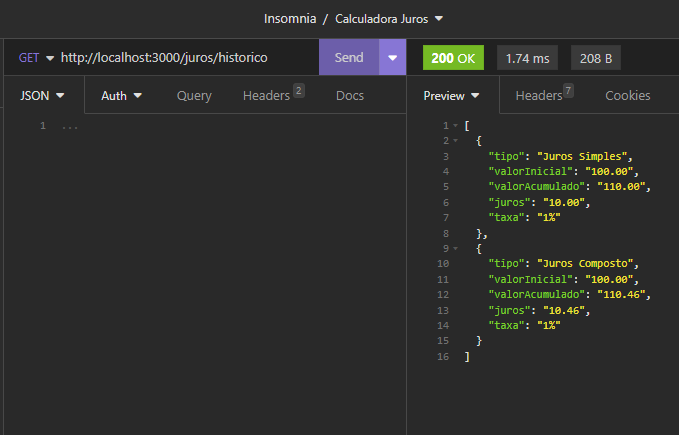 Insomnia / Calculadora Juros
GET http://localhost:3000/juros/historico Send 200 OK 1.74 ms 208 B
JSON Auth Query Headers 2 Docs Preview Headers 7 Cookies
1 ...
1 [
2 {
3 "tipo": "Juros Simples",
4 "valorInicial": "100.00",
5 "valorAcumulado": "110.00",
6 "juros": "10.00",
7 "taxa": "1%"
8 },
9 {
10 "tipo": "Juros Composto",
11 "valorInicial": "100.00",
12 "valorAcumulado": "110.46",
13 "juros": "10.46",
14 "taxa": "1%"
15 }
16 ]